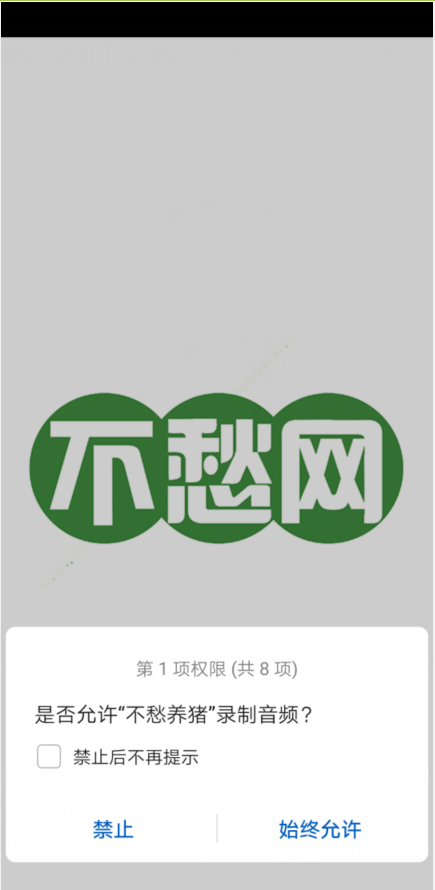 不愁网
第 1 项权限 (共 8 项)
是否允许“不愁养猪”录制音频？
禁止后不再提示
禁止
始终允许